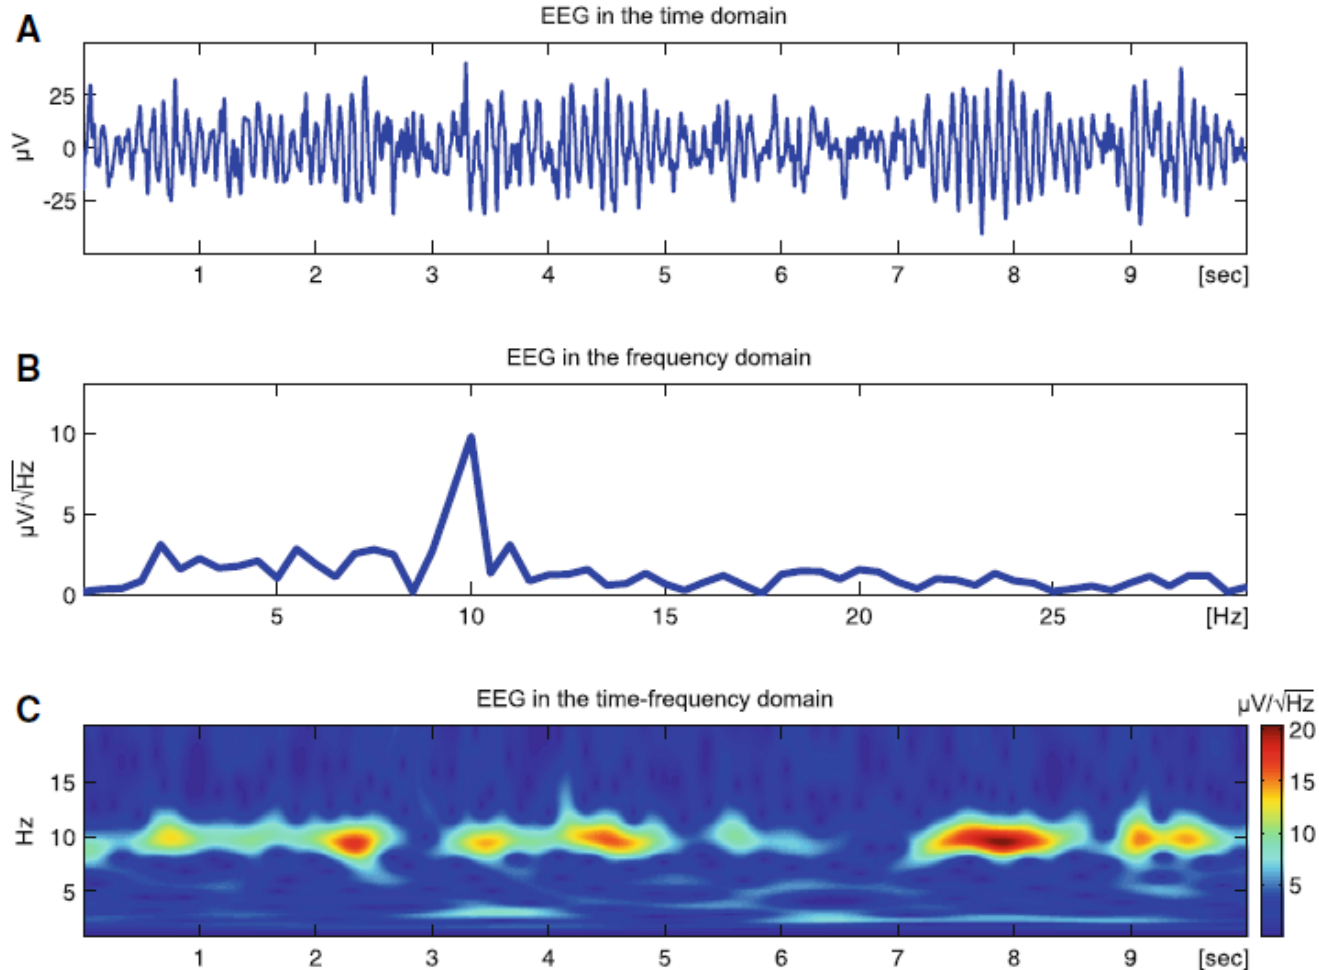 A
EEG in the time domain
µV
25
0
-25
1 2 3 4 5 6 7 8 9 [sec]
B
EEG in the frequency domain
µV/√Hz
10
5
0
5 10 15 20 25 [Hz]
C
EEG in the time-frequency domain
µV/√Hz
Hz
15
10
5
20
15
10
5
1 2 3 4 5 6 7 8 9 [sec]